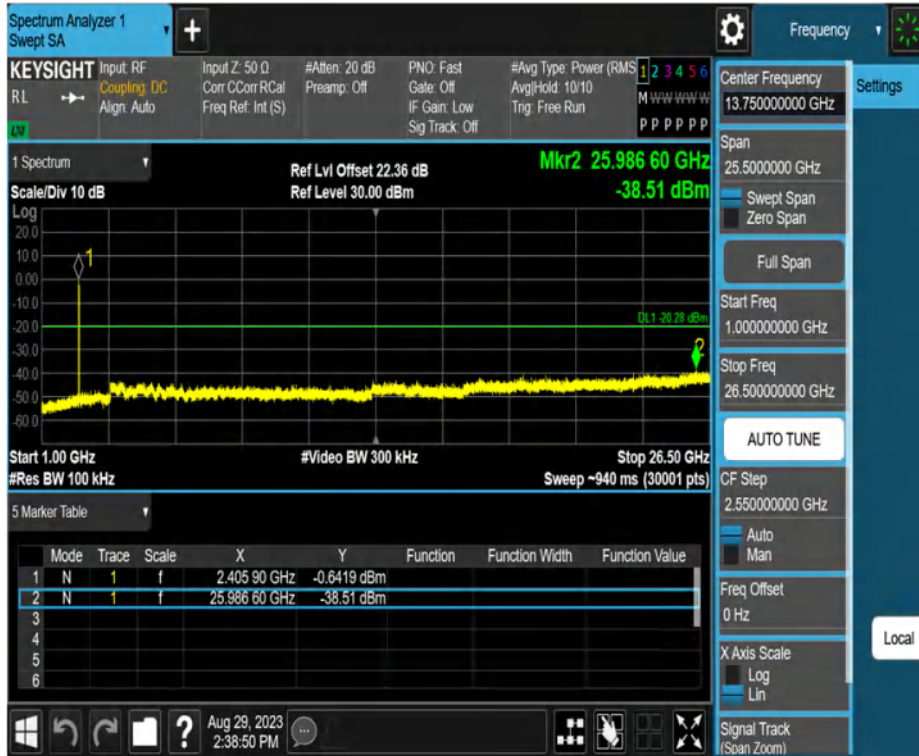 Spectrum Analyzer 1
Swept SA
+
Frequency
KEYSIGHT
RL
LXI
Input: RF
Coupling: DC
Align: Auto
Input Z: 50 Ω
Corr CCorr RCal
Freq Ref: Int (S)
#Atten: 20 dB
Preamp: Off
PNO: Fast
Gate: Off
IF Gain: Low
Sig Track: Off
#Avg Type: Power (RMS
Avg|Hold: 10/10
Trig: Free Run
1 2 3 4 5 6
M W W W W W
P P P P P P
1 Spectrum
Scale/Div 10 dB
Ref Lvl Offset 22.36 dB
Ref Level 30.00 dBm
Mkr2 25.986 60 GHz
-38.51 dBm
Log
20.0
10.0
0.00
-10.0
-20.0
-30.0
-40.0
-50.0
-60.0
1
2
DL1 -20.28 dBm
Start 1.00 GHz
#Res BW 100 kHz
#Video BW 300 kHz
Stop 26.50 GHz
Sweep ~940 ms (30001 pts)
5 Marker Table
Mode Trace Scale X Y Function Function Width Function Value
1 N 1 f 2.405 90 GHz -0.6419 dBm
2 N 1 f 25.986 60 GHz -38.51 dBm
3
4
5
6
Aug 29, 2023
2:38:50 PM
?
Center Frequency
13.750000000 GHz
Span
25.5000000 GHz
Swept Span
Zero Span
Full Span
Start Freq
1.000000000 GHz
Stop Freq
26.500000000 GHz
AUTO TUNE
CF Step
2.550000000 GHz
Auto
Man
Freq Offset
0 Hz
X Axis Scale
Log
Lin
Signal Track
(Span Zoom)
Settings
Local